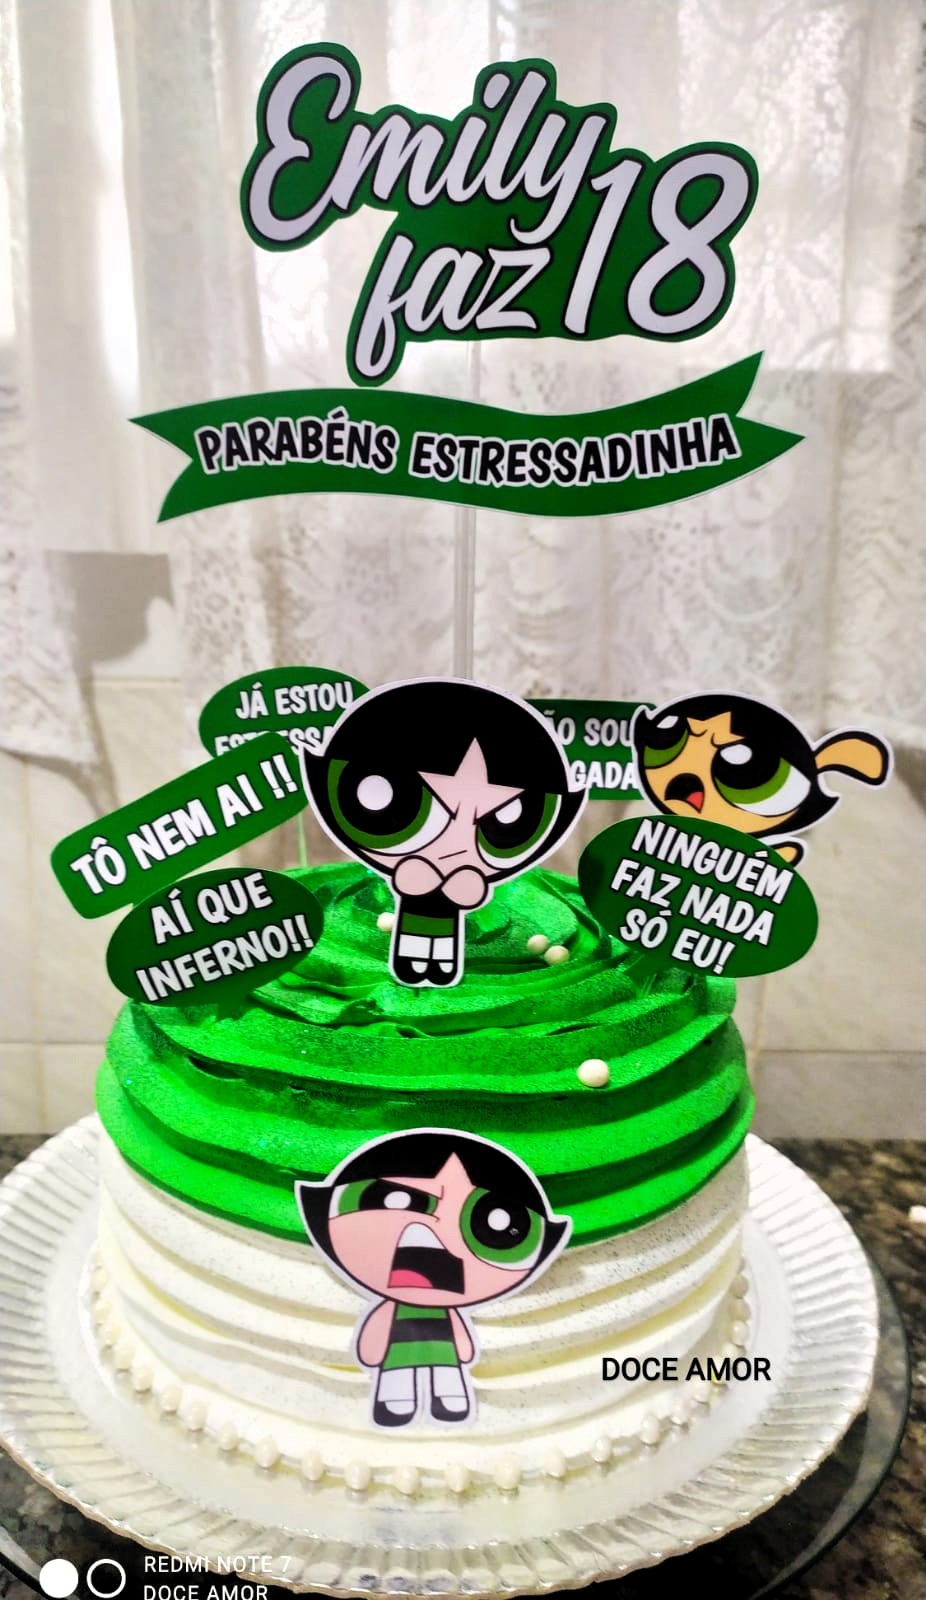 Emily
faz 18
PARABÉNS ESTRESSADINHA
JÁ ESTOU
SOU
TÔ NEM AI !!
NINGUÉM
FAZ NADA
SÓ EU!
AÍ QUE
INFERNO!!
DOCE AMOR
REDMI NOTE 7
DOCE AMOR